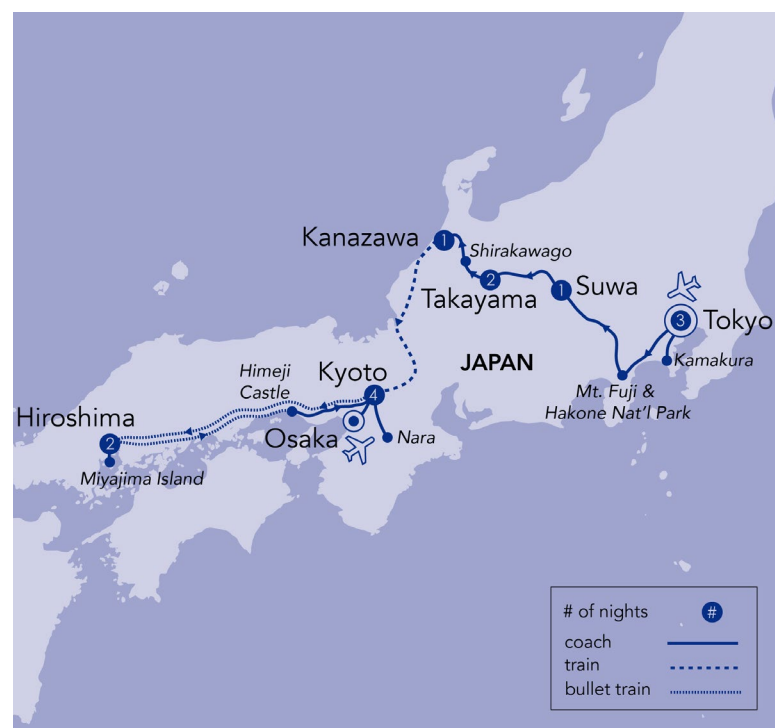 Kanazawa
1
Shirakawago
2
Takayama
1
Suwa
3
Tokyo
Kamakura
JAPAN
Mt. Fuji &
Hakone Nat'l Park
Himeji
Castle
Kyoto
4
Hiroshima
2
Osaka
Nara
Miyajima Island
# of nights #
coach
train
bullet train